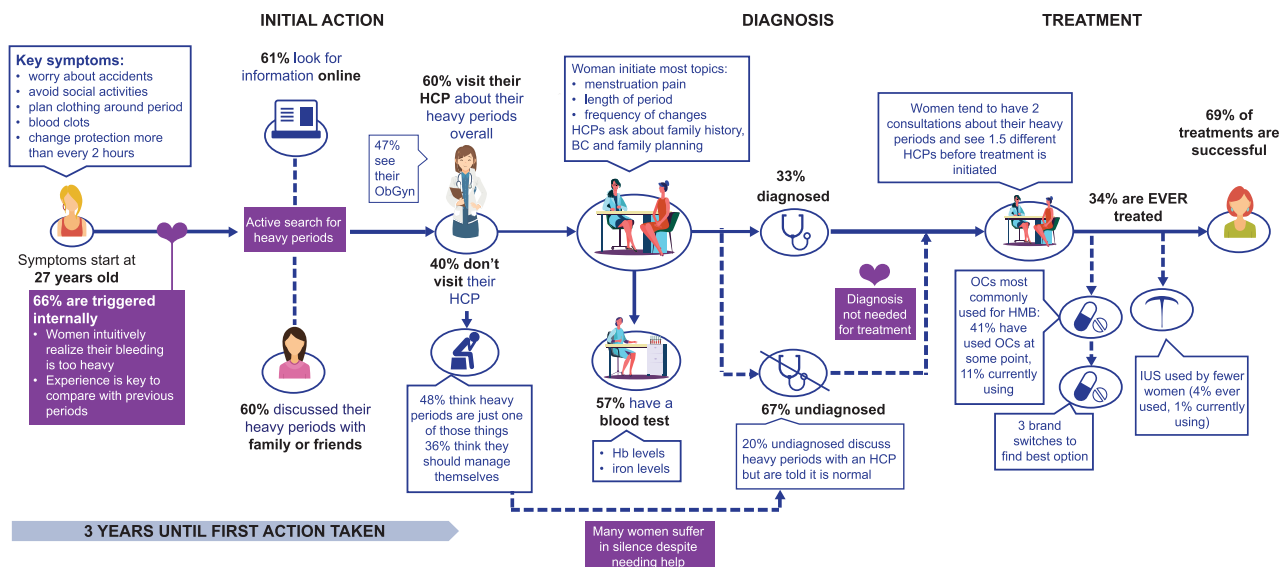 INITIAL ACTION
DIAGNOSIS
TREATMENT
Key symptoms:
• worry about accidents
• avoid social activities
• plan clothing around period
• blood clots
• change protection more
than every 2 hours
Symptoms start at
27 years old
66% are triggered
internally
• Women intuitively
realize their bleeding
is too heavy
• Experience is key to
compare with previous
periods
61% look for
information online
Active search for
heavy periods
60% discussed their
heavy periods with
family or friends
60% visit their
HCP about their
heavy periods
overall
47%
see
their
ObGyn
40% don't
visit their
HCP
48% think heavy
periods are just one
of those things
36% think they
should manage
themselves
Woman initiate most topics:
• menstruation pain
• length of period
• frequency of changes
HCPs ask about family history,
BC and family planning
57% have a
blood test
• Hb levels
• iron levels
33%
diagnosed
Diagnosis
not needed
for treatment
67% undiagnosed
20% undiagnosed discuss
heavy periods with an HCP
but are told it is normal
Many women suffer
in silence despite
needing help
Women tend to have 2
consultations about their heavy
periods and see 1.5 different
HCPs before treatment is
initiated
34% are EVER
treated
69% of
treatments are
successful
OCs most
commonly
used for HMB:
41% have
used OCs at
some point,
11% currently
using
3 brand
switches to
find best option
IUS used by fewer
women (4% ever
used, 1% currently
using)
3 YEARS UNTIL FIRST ACTION TAKEN